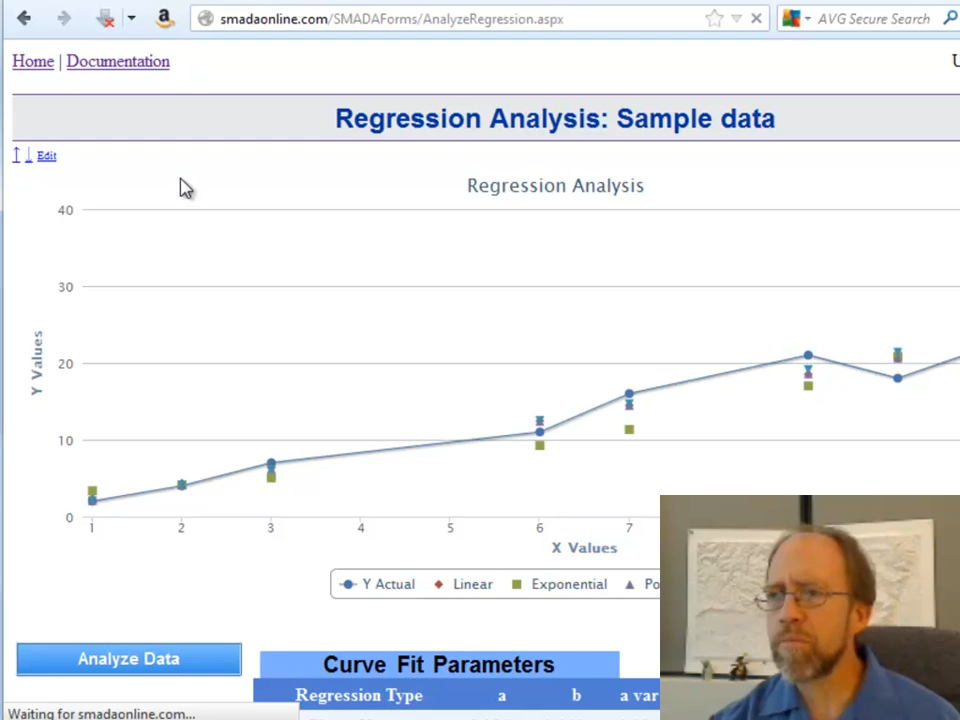 smadaonline.com/SMADAForms/AnalyzeRegression.aspx
AVG Secure Search
Home | Documentation
Regression Analysis: Sample data
Edit
Regression Analysis
40
30
20
10
0
Y Values
1 2 3 4 5 6 7
X Values
Y Actual Linear Exponential Po
Analyze Data
Curve Fit Parameters
Regression Type a b a var
Waiting for smadaonline.com...